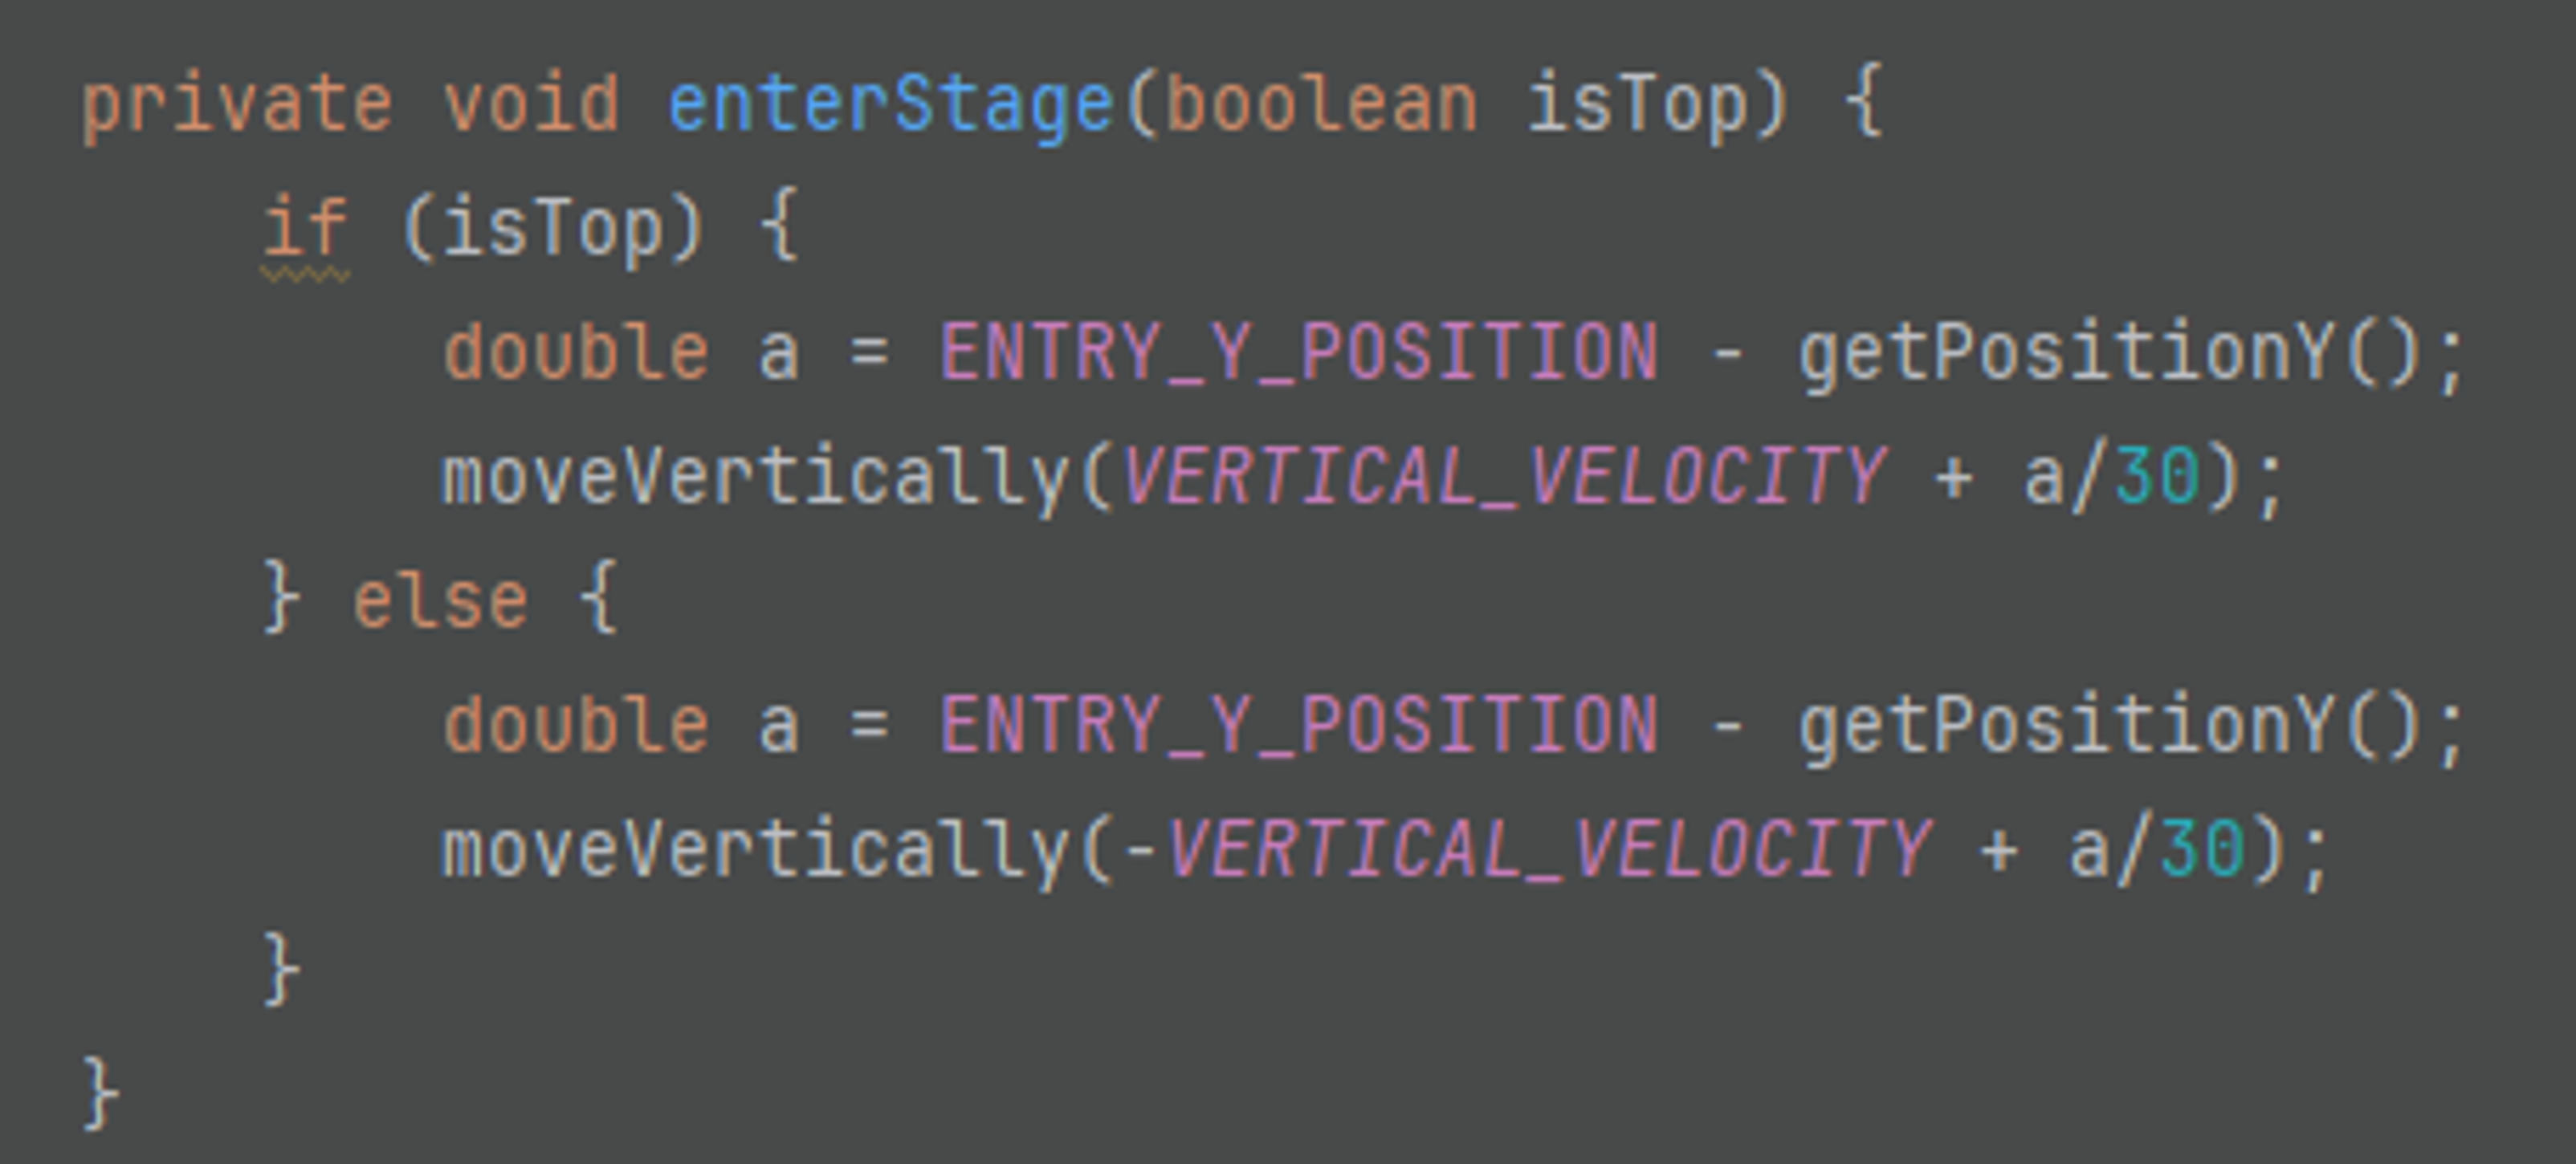 private void enterStage(boolean isTop) {
    if (isTop) {
        double a = ENTRY_Y_POSITION - getPositionY();
        moveVertically(VERTICAL_VELOCITY + a/30);
    } else {
        double a = ENTRY_Y_POSITION - getPositionY();
        moveVertically(-VERTICAL_VELOCITY + a/30);
    }
}